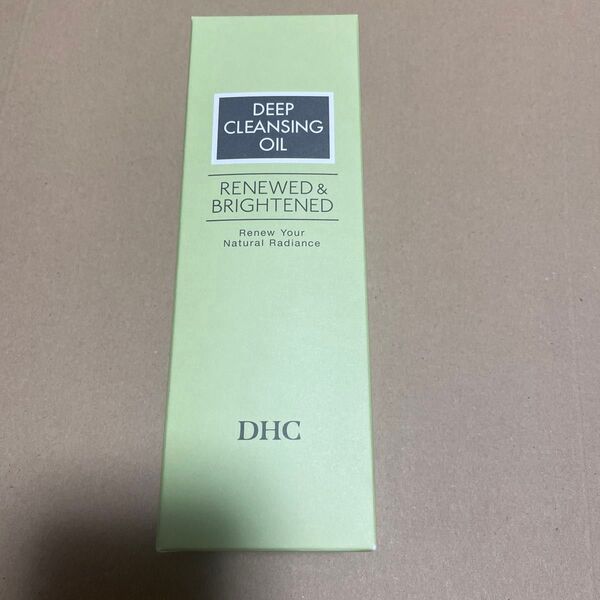 DEEP
CLEANSING
OIL
RENEWED &
BRIGHTENED
Renew Your
Natural Radiance
DHC